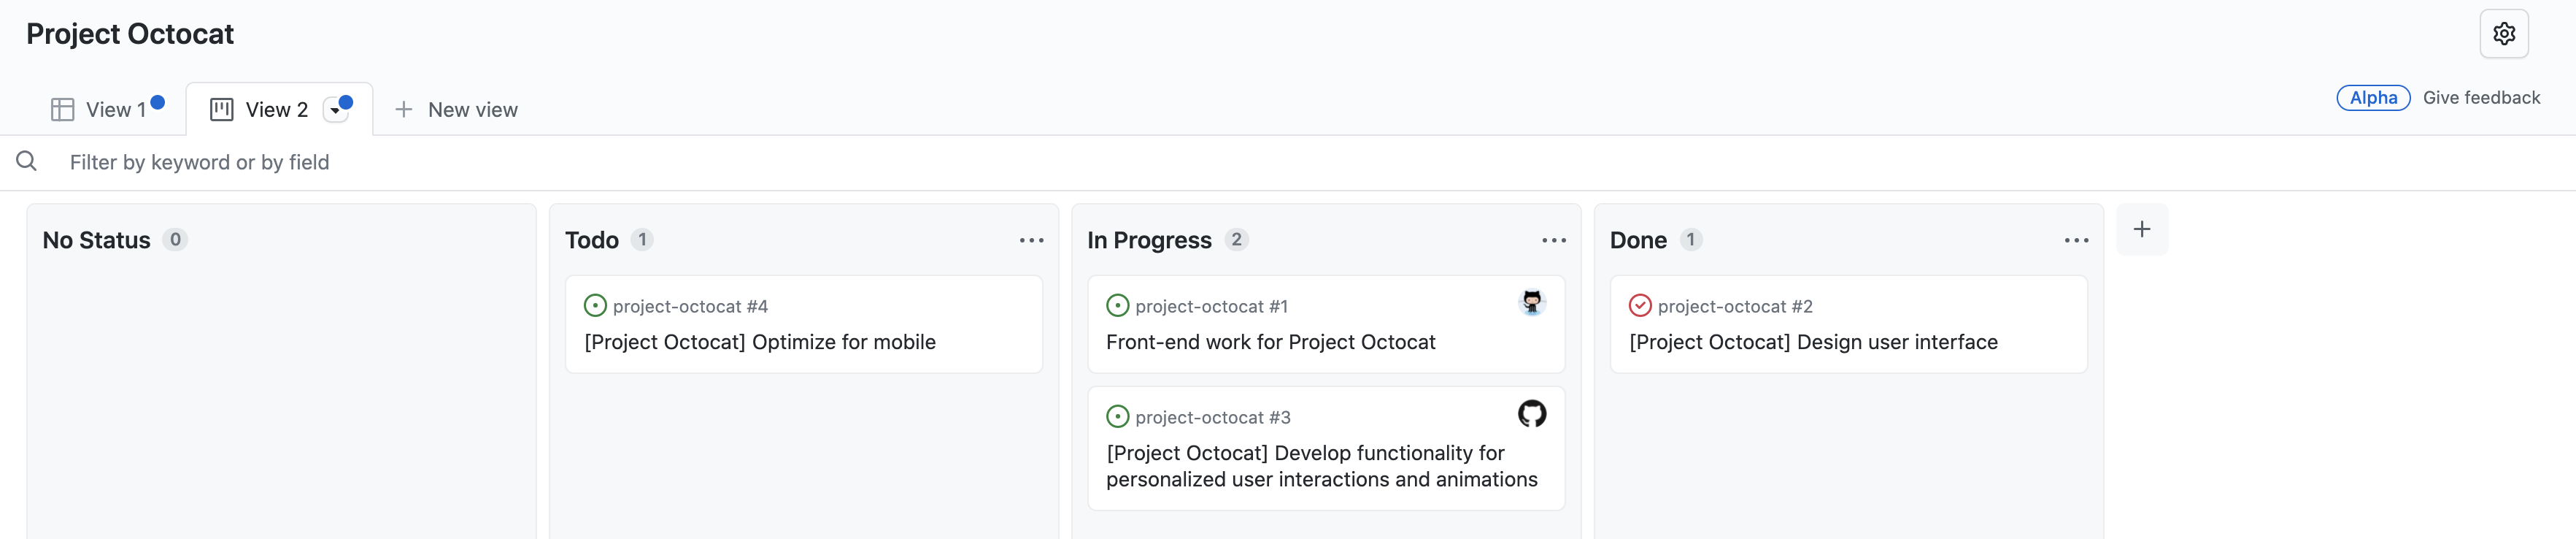 Project Octocat
View 1
View 2
New view
Alpha Give feedback
Filter by keyword or by field
No Status 0
Todo 1
project-octocat #4
[Project Octocat] Optimize for mobile
In Progress 2
project-octocat #1
Front-end work for Project Octocat
project-octocat #3
[Project Octocat] Develop functionality for
personalized user interactions and animations
Done 1
project-octocat #2
[Project Octocat] Design user interface